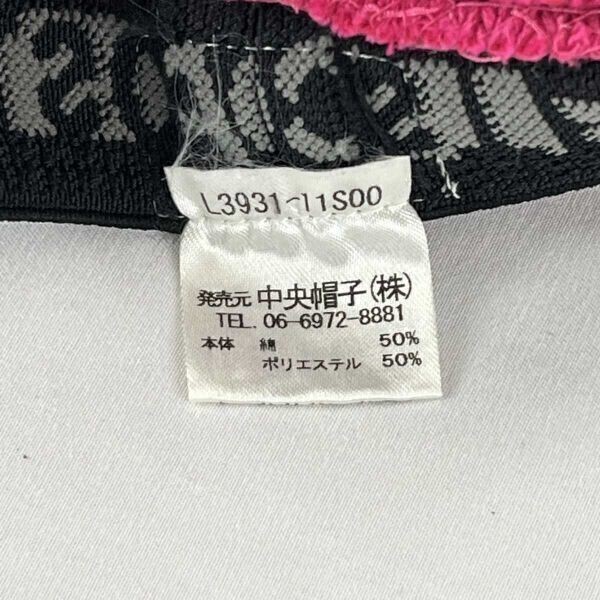 L3931-11S00
発売元 中央帽子(株)
TEL. 06-6972-8881
本体 綿 50%
ポリエステル 50%